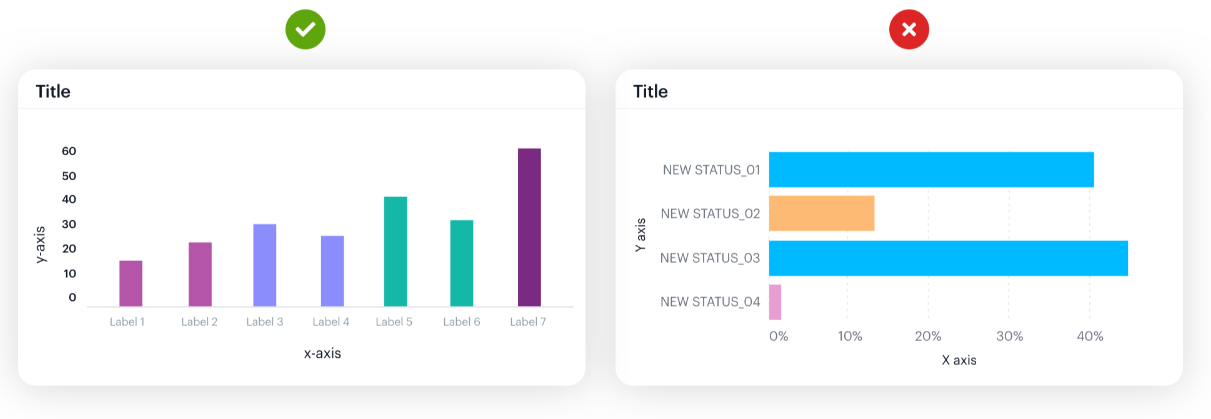 Title
60
50
40
30
20
10
0
y-axis
Label 1 Label 2 Label 3 Label 4 Label 5 Label 6 Label 7
x-axis
Title
NEW STATUS_01
NEW STATUS_02
NEW STATUS_03
NEW STATUS_04
Y axis
0% 10% 20% 30% 40%
X axis